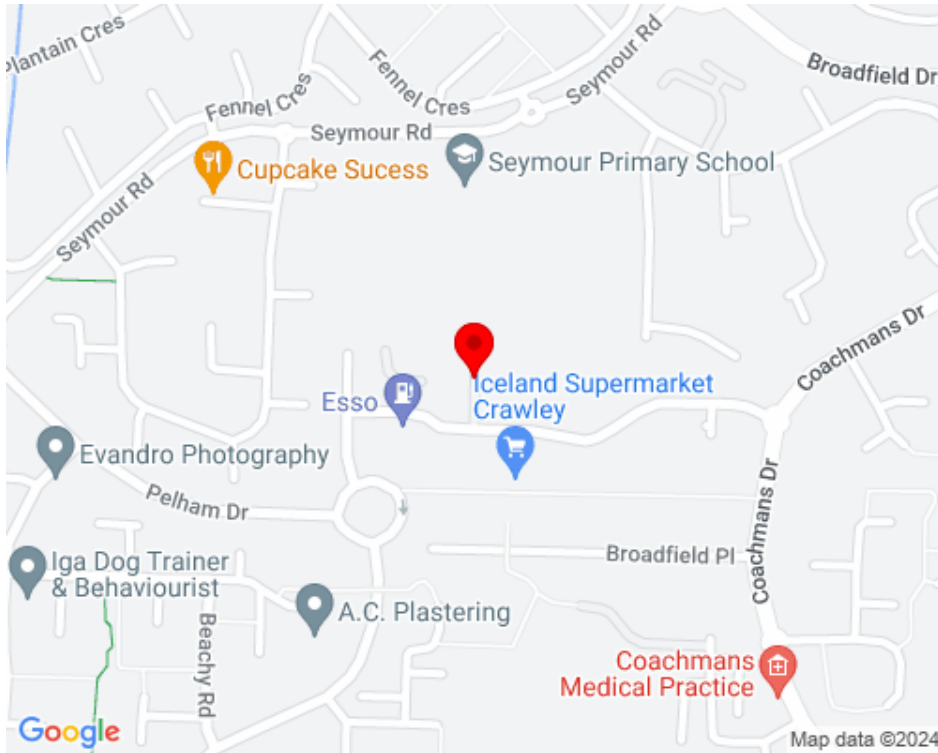 Plantain Cres
Fennel Cres
Fennel Cres
Seymour Rd
Seymour Rd
Broadfield Dr
Cupcake Sucess
Seymour Primary School
Seymour Rd
Coachmans Dr
Esso
Iceland Supermarket
Crawley
Evandro Photography
Pelham Dr
Coachmans Dr
Broadfield Pl
Iga Dog Trainer
& Behaviourist
Beachy Rd
A.C. Plastering
Coachmans
Medical Practice
Google
Map data ©2024